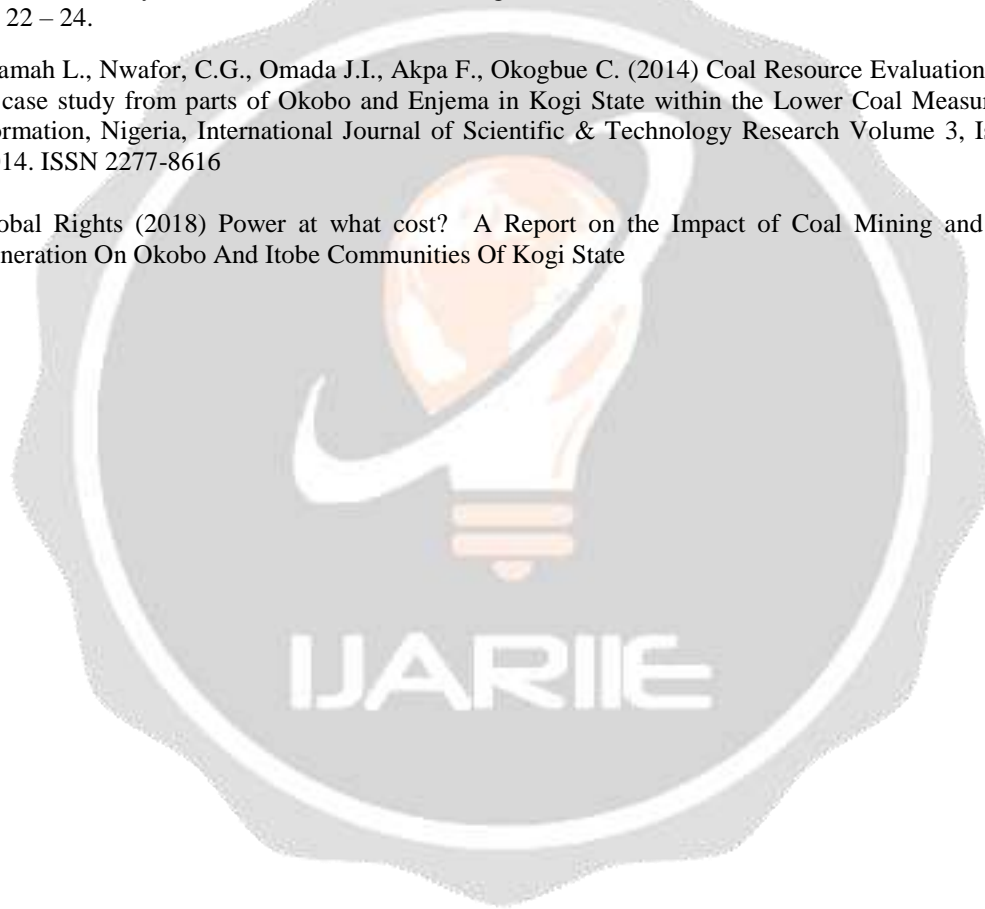 22 – 24.
amah L., Nwafor, C.G., Omada J.I., Akpa F., Okogbue C. (2014) Coal Resource Evaluation
case study from parts of Okobo and Enjema in Kogi State within the Lower Coal Measu
ormation, Nigeria, International Journal of Scientific & Technology Research Volume 3, Is
14. ISSN 2277-8616
obal Rights (2018) Power at what cost? A Report on the Impact of Coal Mining and
neration On Okobo And Itobe Communities Of Kogi State
IJARIIE